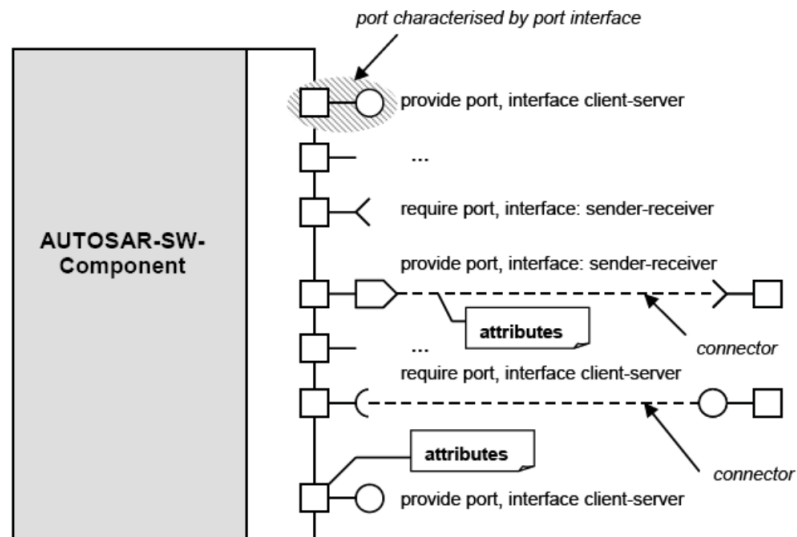 port characterised by port interface
provide port, interface client-server
...
require port, interface: sender-receiver
AUTOSAR-SW-
Component
provide port, interface: sender-receiver
attributes
connector
...
require port, interface client-server
attributes
connector
provide port, interface client-server